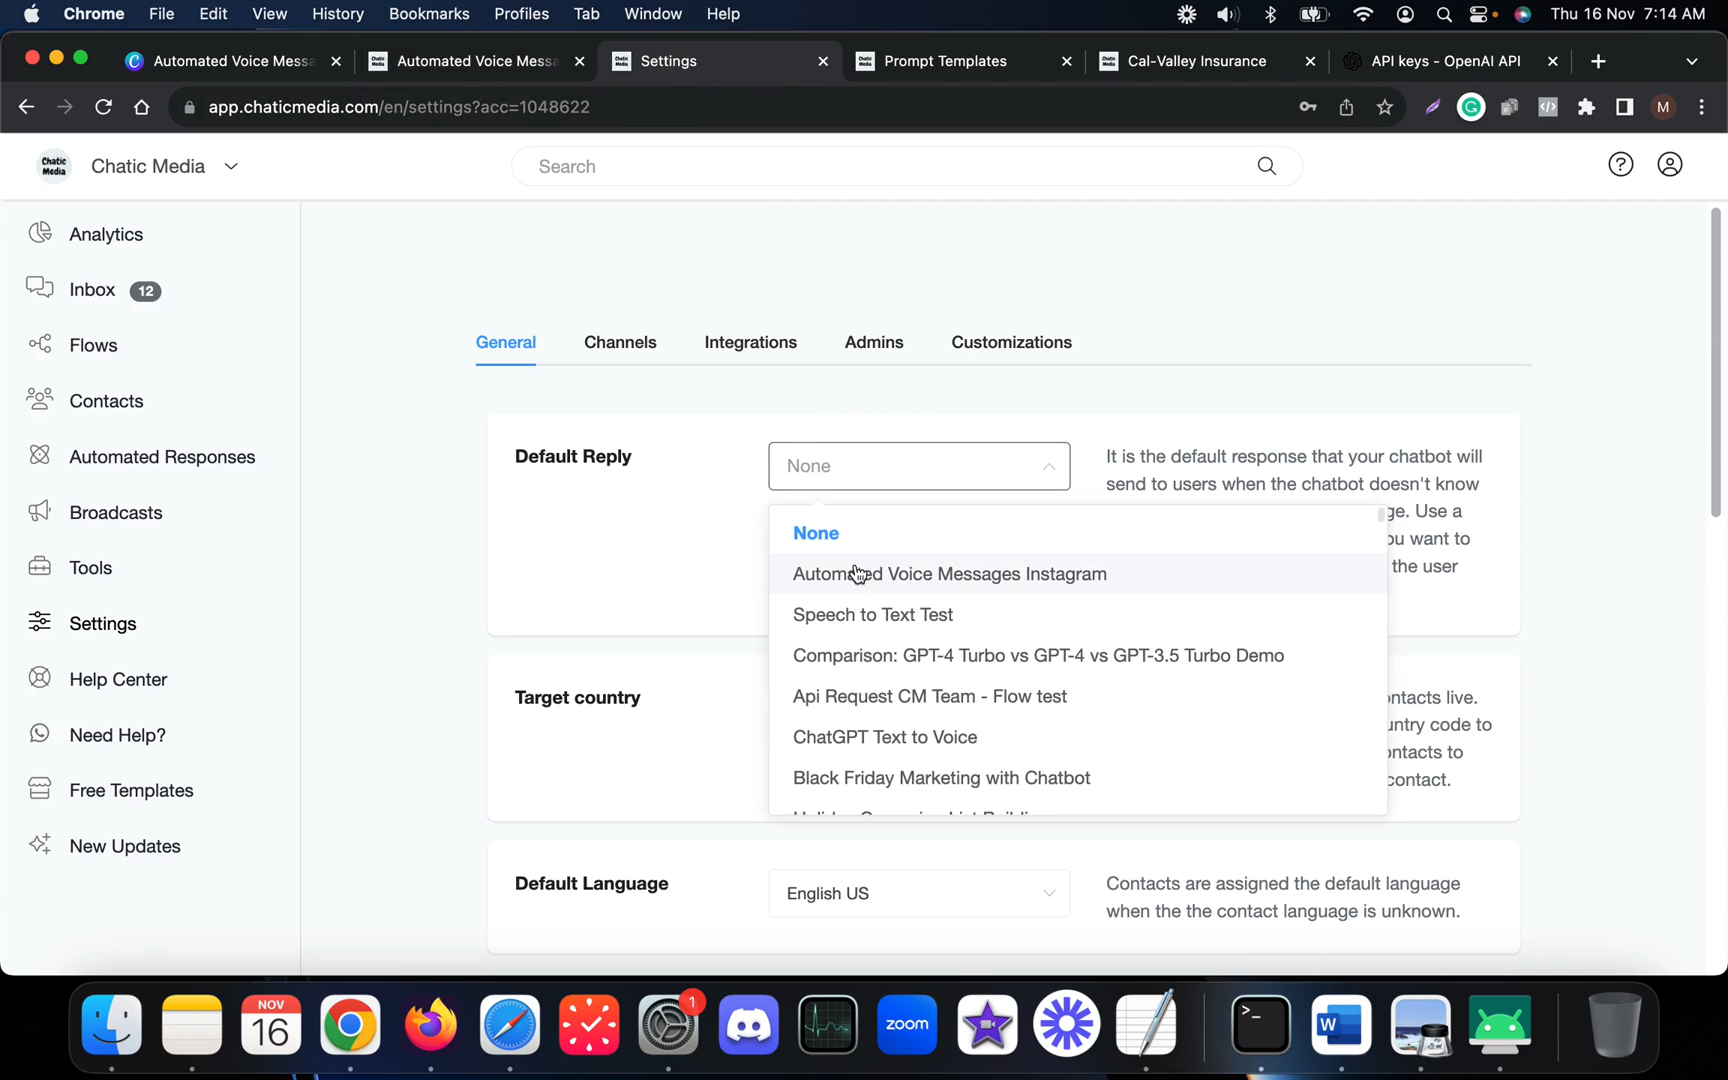 Chrome File Edit View History Bookmarks Profiles Tab Window Help Thu 16 Nov 7:14 AM
Automated Voice Messa Automated Voice Messa Settings Prompt Templates Cal-Valley Insurance API keys - OpenAI API
app.chaticmedia.com/en/settings?acc=1048622 M
Chatic
Media
Chatic Media
Search
Analytics
Inbox 12
Flows
Contacts
Automated Responses
Broadcasts
Tools
Settings
Help Center
Need Help?
Free Templates
New Updates
General Channels Integrations Admins Customizations
Default Reply
None
It is the default response that your chatbot will
send to users when the chatbot doesn't know
ge. Use a
ou want to
the user
None
Automated Voice Messages Instagram
Speech to Text Test
Comparison: GPT-4 Turbo vs GPT-4 vs GPT-3.5 Turbo Demo
Api Request CM Team - Flow test
ChatGPT Text to Voice
Black Friday Marketing with Chatbot
Target country
ontacts live.
untry code to
ontacts to
contact.
Default Language
English US
Contacts are assigned the default language
when the the contact language is unknown.
NOV
16
1
zoom
W